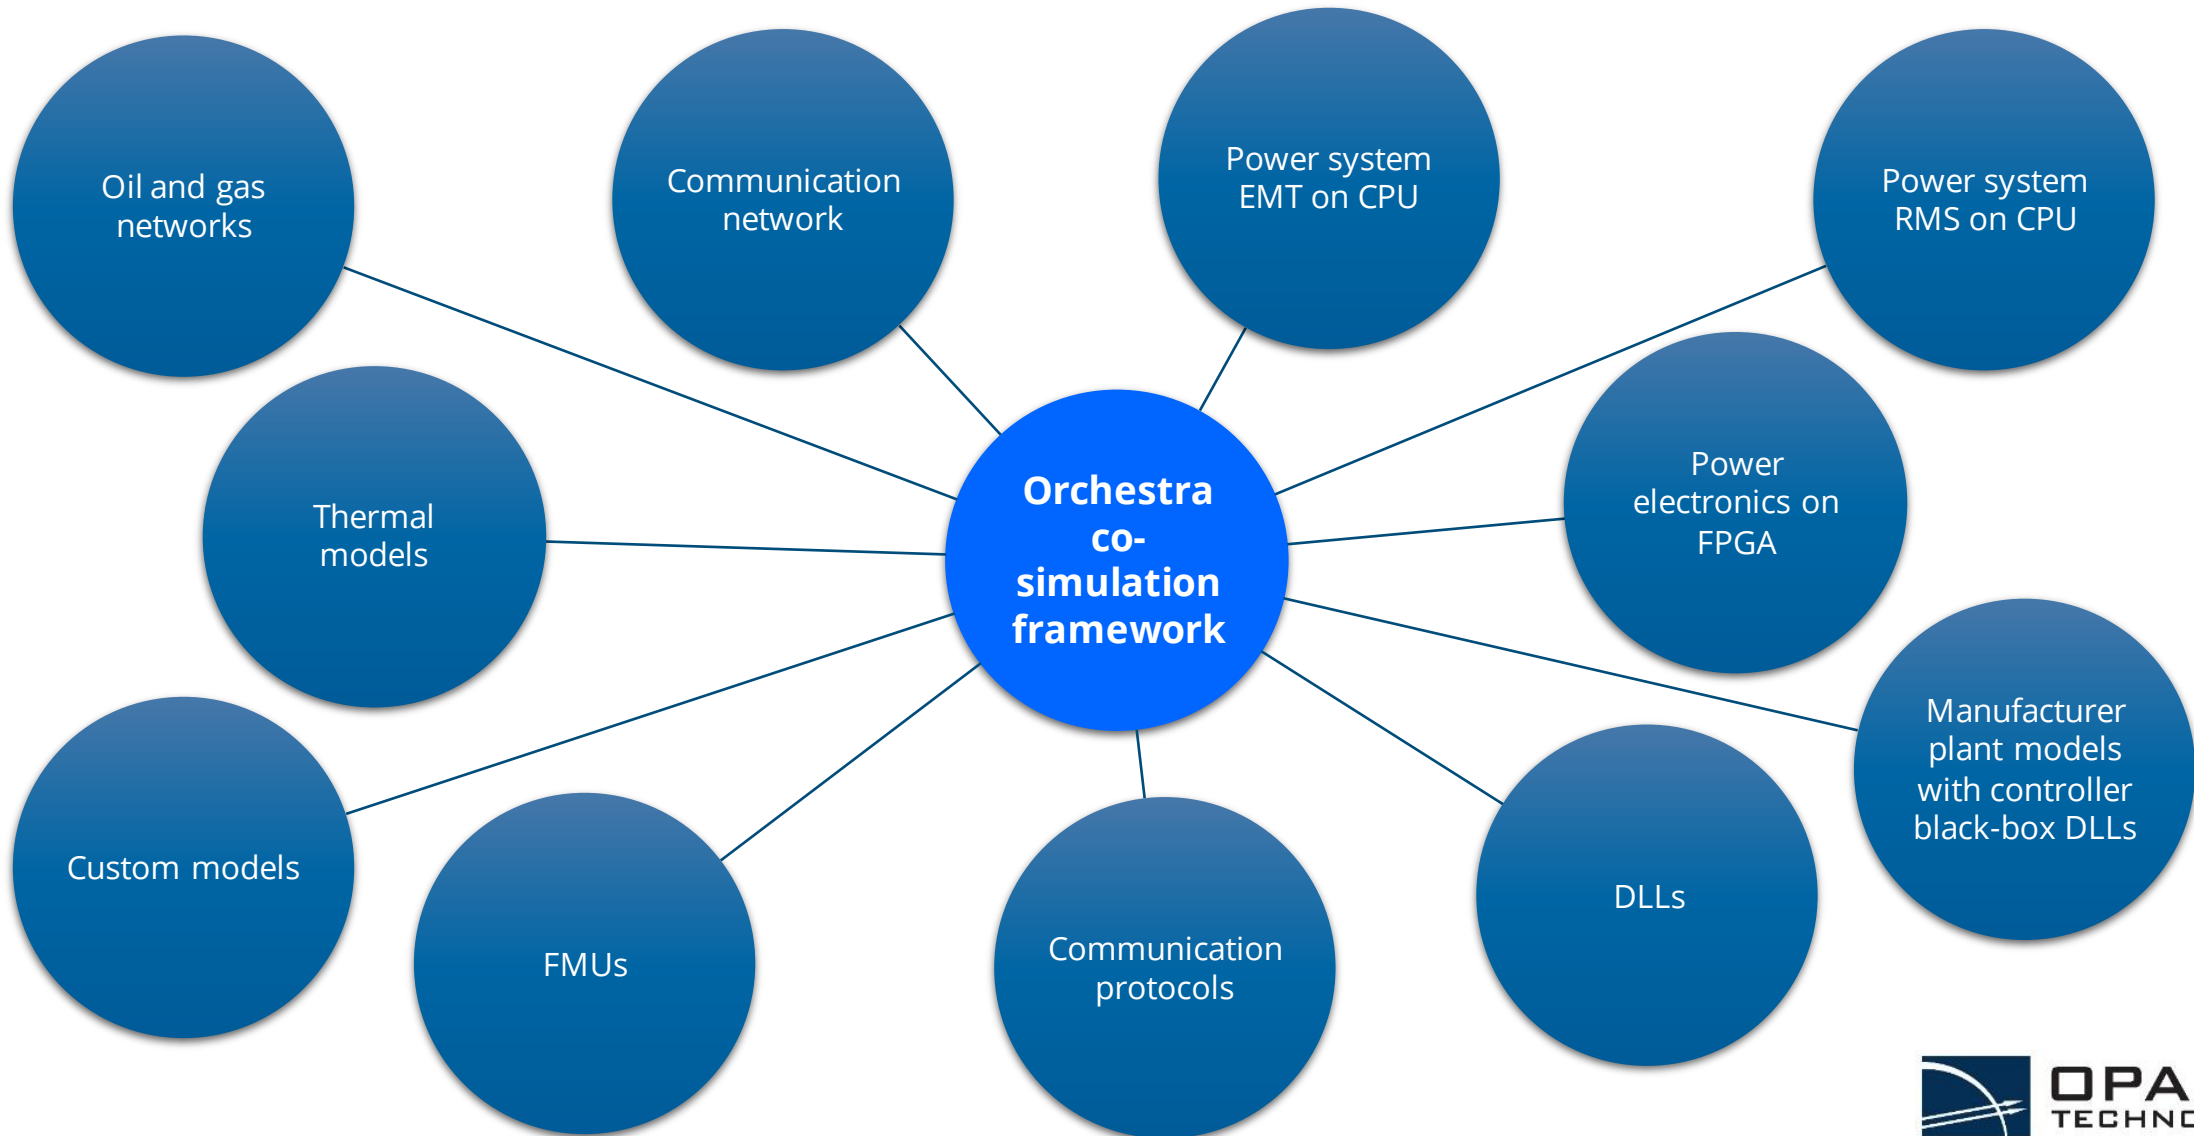 Oil and gas
networks
Communication
network
Power system
EMT on CPU
Power system
RMS on CPU
Thermal
models
Orchestra
co-
simulation
framework
Power
electronics on
FPGA
Manufacturer
plant models
with controller
black-box DLLs
Custom models
FMUs
Communication
protocols
DLLs
OPA
TECHNO